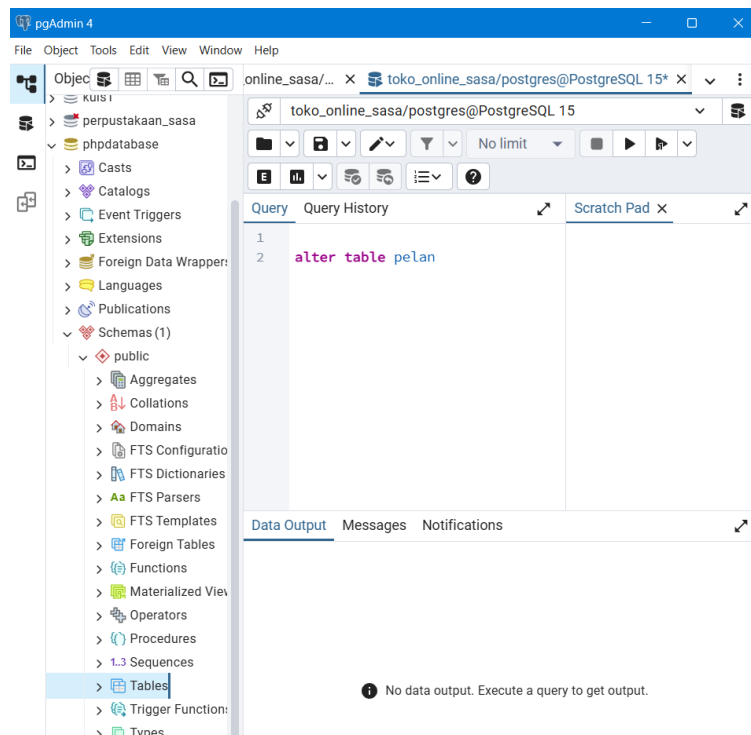 pgAdmin 4
File Object Tools Edit View Window Help
Objec
online_sasa/... toko_online_sasa/postgres@PostgreSQL 15*
kuis1
perpustakaan_sasa
phpdatabase
Casts
Catalogs
Event Triggers
Extensions
Foreign Data Wrappers
Languages
Publications
Schemas (1)
public
Aggregates
Collations
Domains
FTS Configuratio
FTS Dictionaries
Aa FTS Parsers
FTS Templates
Foreign Tables
Functions
Materialized Viev
Operators
Procedures
1..3 Sequences
Tables
Trigger Function
Types
toko_online_sasa/postgres@PostgreSQL 15
No limit
E
Query Query History
Scratch Pad
1
2 alter table pelan
Data Output Messages Notifications
No data output. Execute a query to get output.